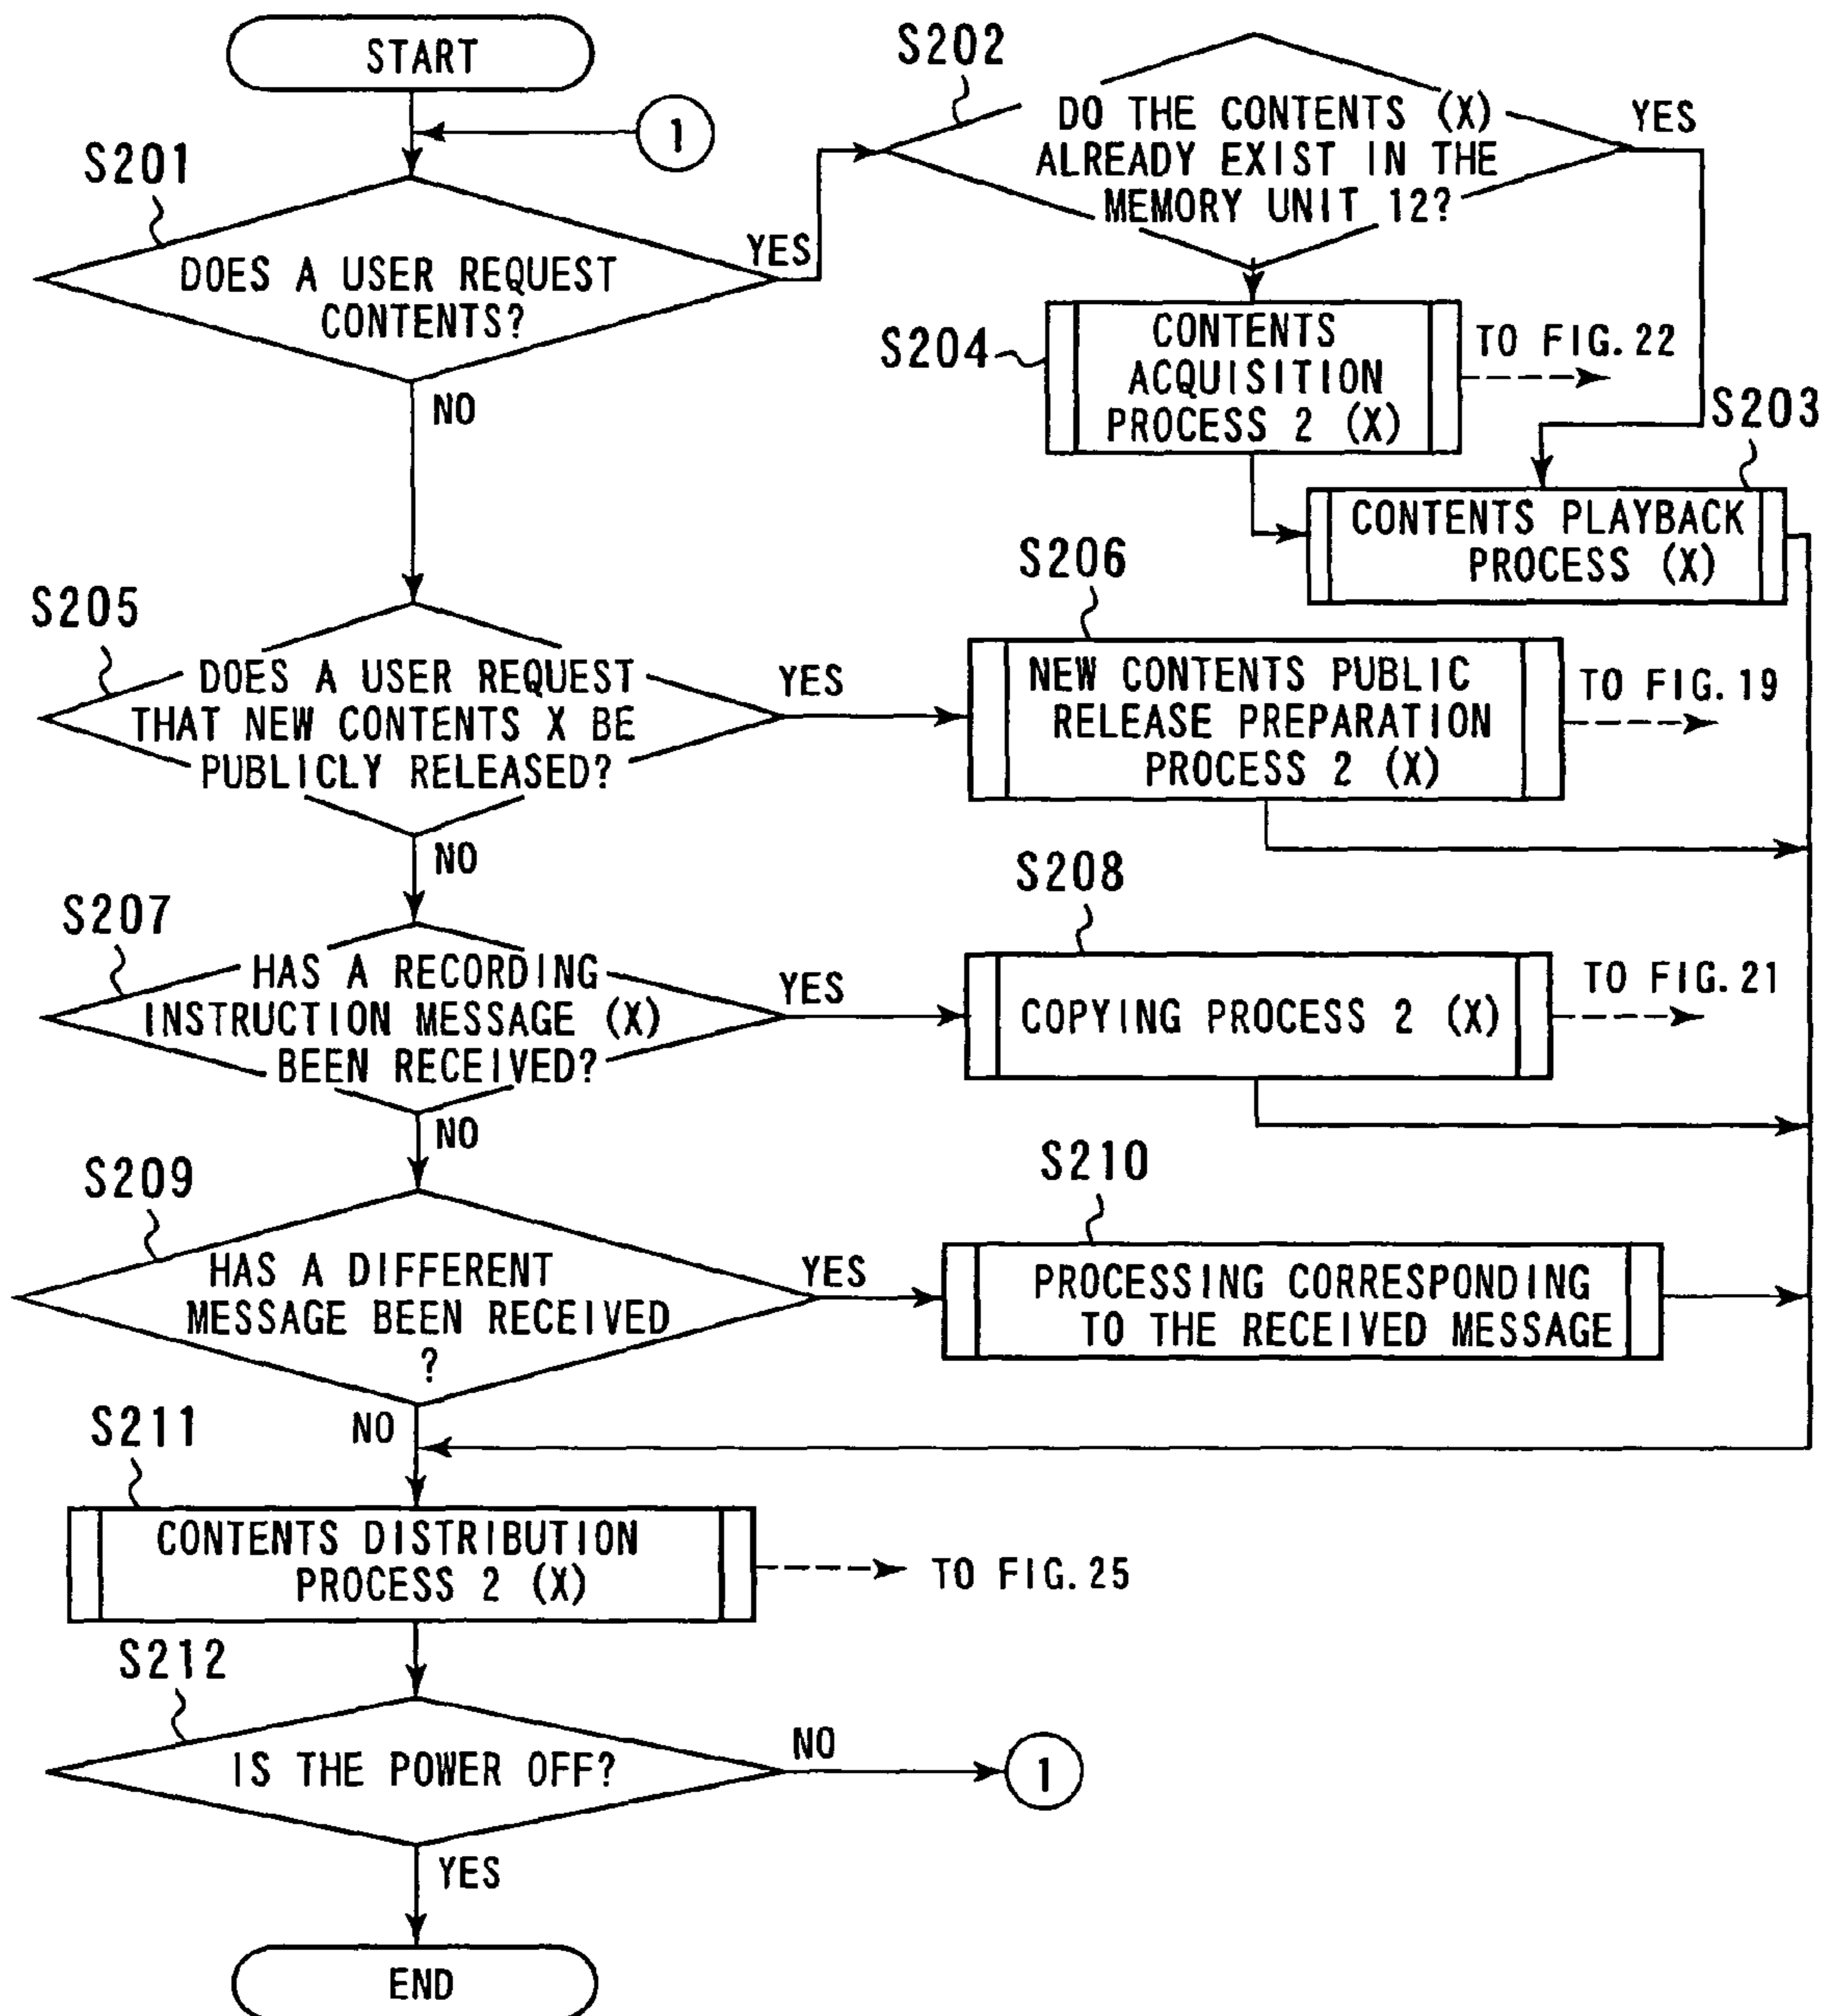 START
1
S201
DOES A USER REQUEST
CONTENTS?
YES
NO
S202
DO THE CONTENTS (X)
ALREADY EXIST IN THE
MEMORY UNIT 12?
YES
S204
CONTENTS
ACQUISITION
PROCESS 2 (X)
TO FIG. 22
S203
CONTENTS PLAYBACK
PROCESS (X)
S205
DOES A USER REQUEST
THAT NEW CONTENTS X BE
PUBLICLY RELEASED?
YES
NO
S206
NEW CONTENTS PUBLIC
RELEASE PREPARATION
PROCESS 2 (X)
TO FIG. 19
S207
HAS A RECORDING
INSTRUCTION MESSAGE (X)
BEEN RECEIVED?
YES
NO
S208
COPYING PROCESS 2 (X)
TO FIG. 21
S209
HAS A DIFFERENT
MESSAGE BEEN RECEIVED
?
YES
NO
S210
PROCESSING CORRESPONDING
TO THE RECEIVED MESSAGE
S211
CONTENTS DISTRIBUTION
PROCESS 2 (X)
TO FIG. 25
S212
IS THE POWER OFF?
NO
1
YES
END